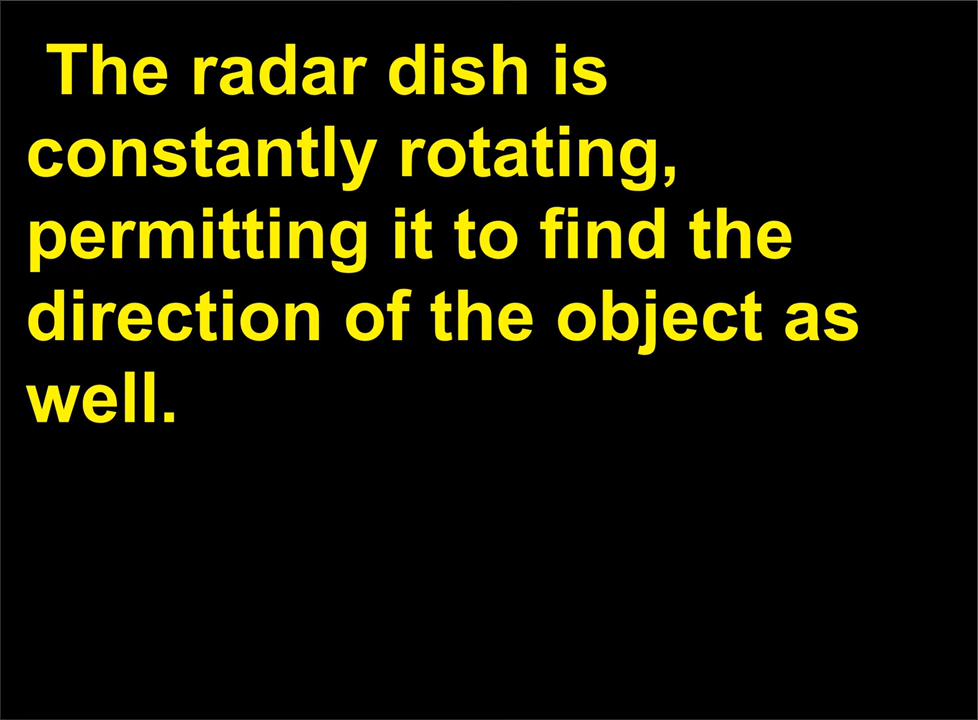 The radar dish is
constantly rotating,
permitting it to find the
direction of the object as
well.